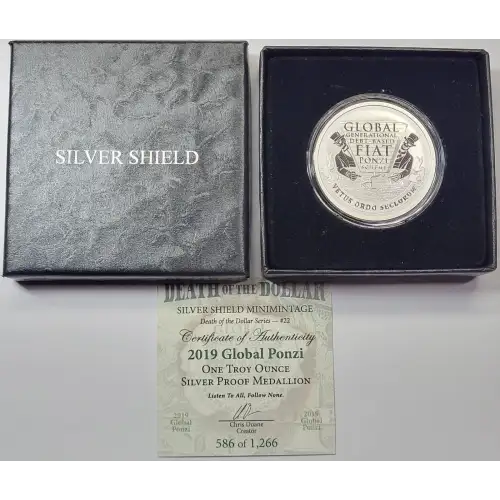 SILVER SHIELD
GLOBAL
GENERATIONAL
DEBT-BASED
FIAT
PONZI
SCHEME
VETUS ORDO SECLOROM
DEATH OF THE DOLLAR
SILVER SHIELD MINIMINTAGE
Death of the Dollar Series — #22
Certificate of Authenticity
2019 Global Ponzi
ONE TROY OUNCE
SILVER PROOF MEDALLION
Listen To All, Follow None.
Chris Duane
Creator
2019
Global
Ponzi
2019
Global
Ponzi
586 of 1,266